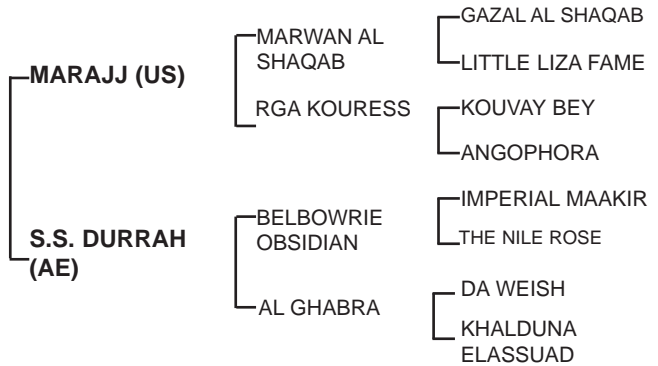 MARAJJ (US)
MARWAN AL
SHAQAB
GAZAL AL SHAQAB
LITTLE LIZA FAME
RGA KOURESS
KOUVAY BEY
ANGOPHORA
S.S. DURRAH
(AE)
BELBOWRIE
OBSIDIAN
IMPERIAL MAAKIR
THE NILE ROSE
AL GHABRA
DA WEISH
KHALDUNA
ELASSUAD